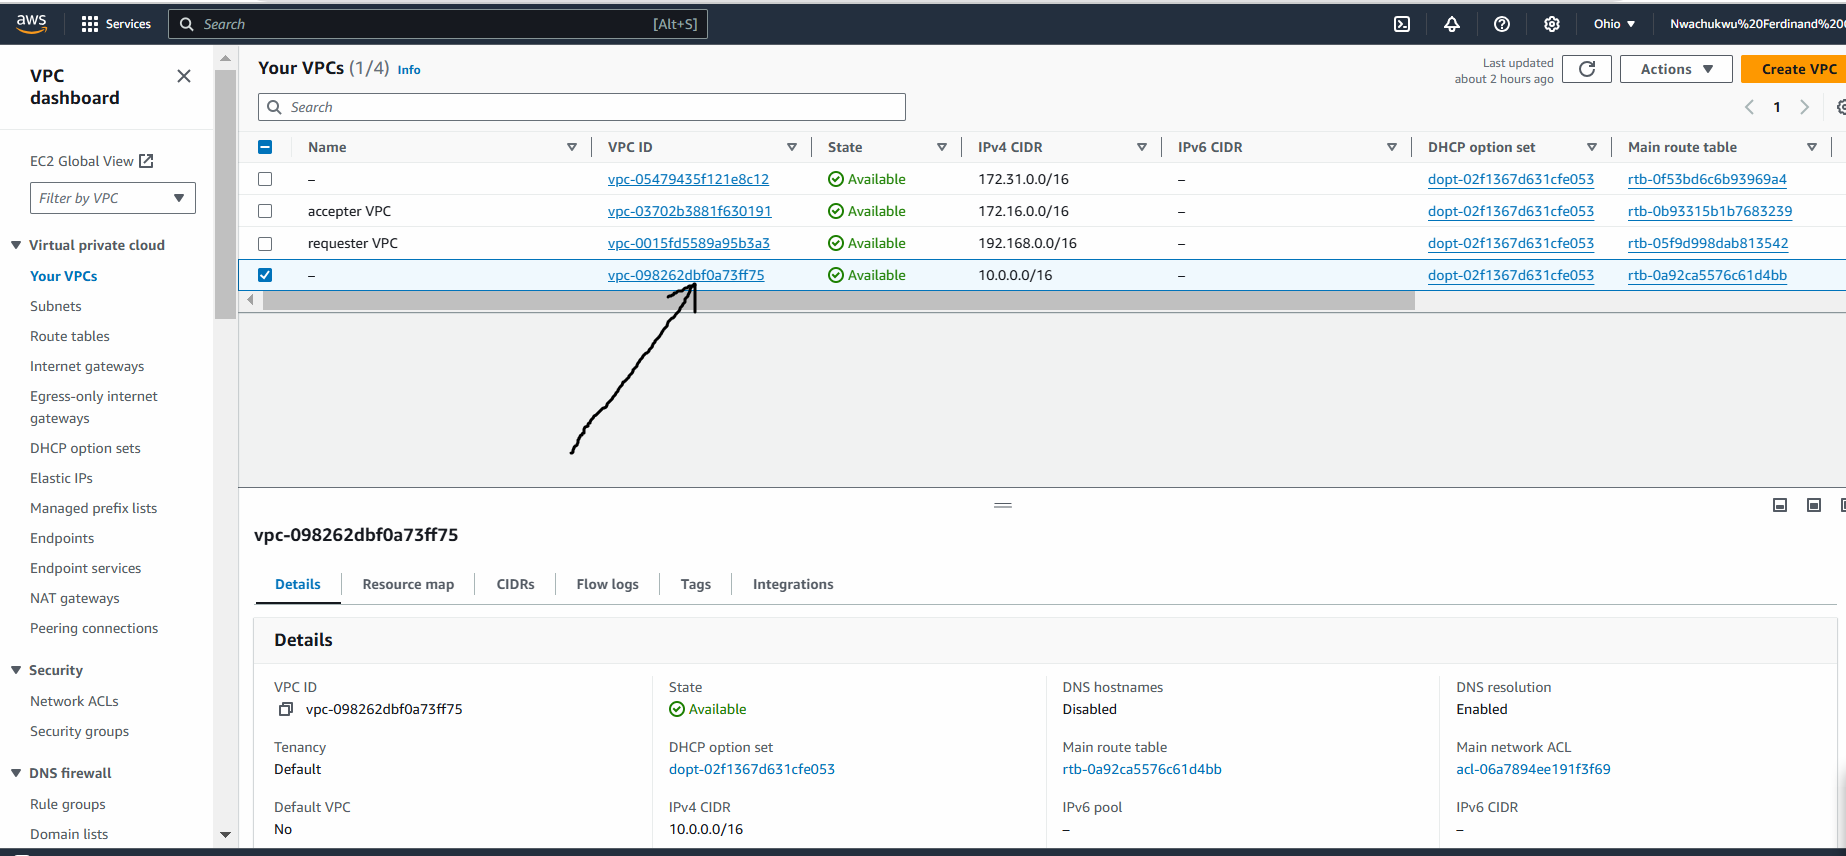 aws Services Search [Alt+S] Ohio Nwachukwu%20Ferdinand%20
VPC dashboard
EC2 Global View
Filter by VPC
Virtual private cloud
Your VPCs
Subnets
Route tables
Internet gateways
Egress-only internet
gateways
DHCP option sets
Elastic IPs
Managed prefix lists
Endpoints
Endpoint services
NAT gateways
Peering connections
Security
Network ACLs
Security groups
DNS firewall
Rule groups
Domain lists
Your VPCs (1/4) Info
Last updated
about 2 hours ago
Actions
Create VPC
Search
1
Name VPC ID State IPv4 CIDR IPv6 CIDR DHCP option set Main route table
– vpc-05479435f121e8c12 Available 172.31.0.0/16 – dopt-02f1367d631cfe053 rtb-0f53bd6c6b93969a4
accepter VPC vpc-03702b3881f630191 Available 172.16.0.0/16 – dopt-02f1367d631cfe053 rtb-0b93315b1b7683239
requester VPC vpc-0015fd5589a95b3a3 Available 192.168.0.0/16 – dopt-02f1367d631cfe053 rtb-05f9d998dab813542
– vpc-098262dbf0a73ff75 Available 10.0.0.0/16 – dopt-02f1367d631cfe053 rtb-0a92ca5576c61d4bb
vpc-098262dbf0a73ff75
Details Resource map CIDRs Flow logs Tags Integrations
Details
VPC ID
vpc-098262dbf0a73ff75
State
Available
DNS hostnames
Disabled
DNS resolution
Enabled
Tenancy
Default
DHCP option set
dopt-02f1367d631cfe053
Main route table
rtb-0a92ca5576c61d4bb
Main network ACL
acl-06a7894ee191f3f69
Default VPC
No
IPv4 CIDR
10.0.0.0/16
IPv6 pool
–
IPv6 CIDR
–